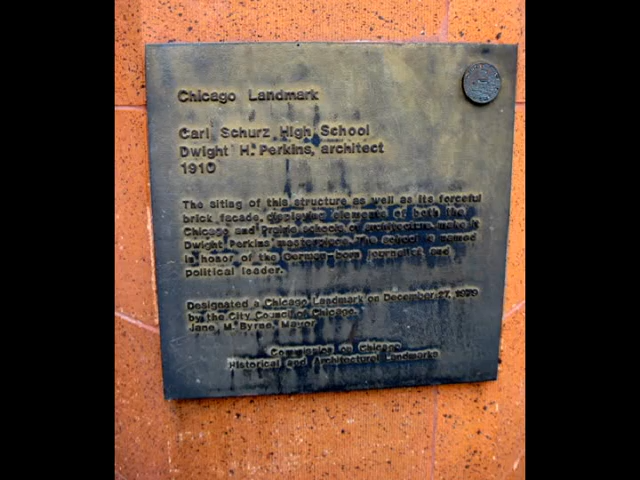 Chicago Landmark
Carl Schurz High School
Dwight H. Perkins, architect
1910
The siting of this structure as well as its forceful
brick facade, displaying elements of both the
Chicago and Prairie schools of architecture, make it
Dwight Perkins' masterpiece. The school is named
in honor of the German-born journalist and
political leader.
Designated a Chicago Landmark on December 27, 1979
by the City Council of Chicago.
Jane M. Byrne, Mayor
Commission on Chicago
Historical and Architectural Landmarks